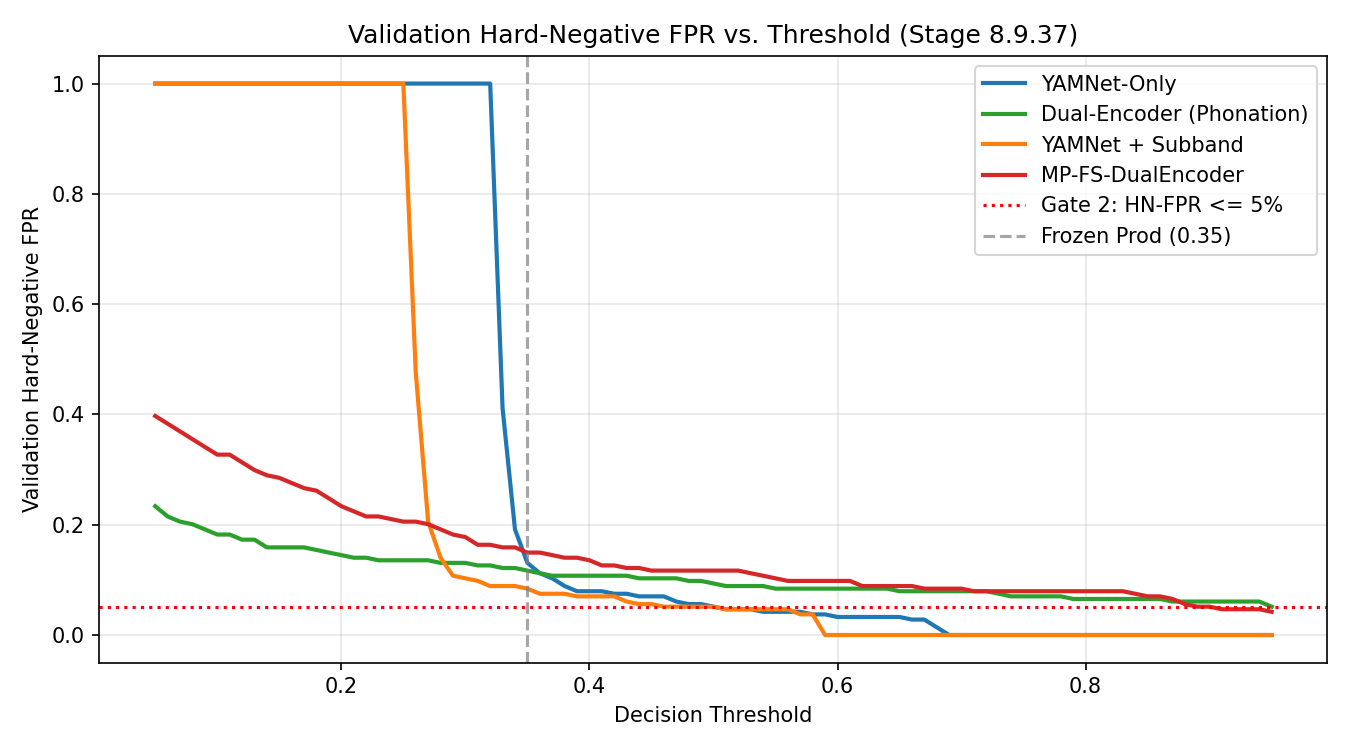 Validation Hard-Negative FPR vs. Threshold (Stage 8.9.37)
Validation Hard-Negative FPR
1.0
0.8
0.6
0.4
0.2
0.0
YAMNet-Only
Dual-Encoder (Phonation)
YAMNet + Subband
MP-FS-DualEncoder
Gate 2: HN-FPR <= 5%
Frozen Prod (0.35)
0.2
0.4
0.6
0.8
Decision Threshold